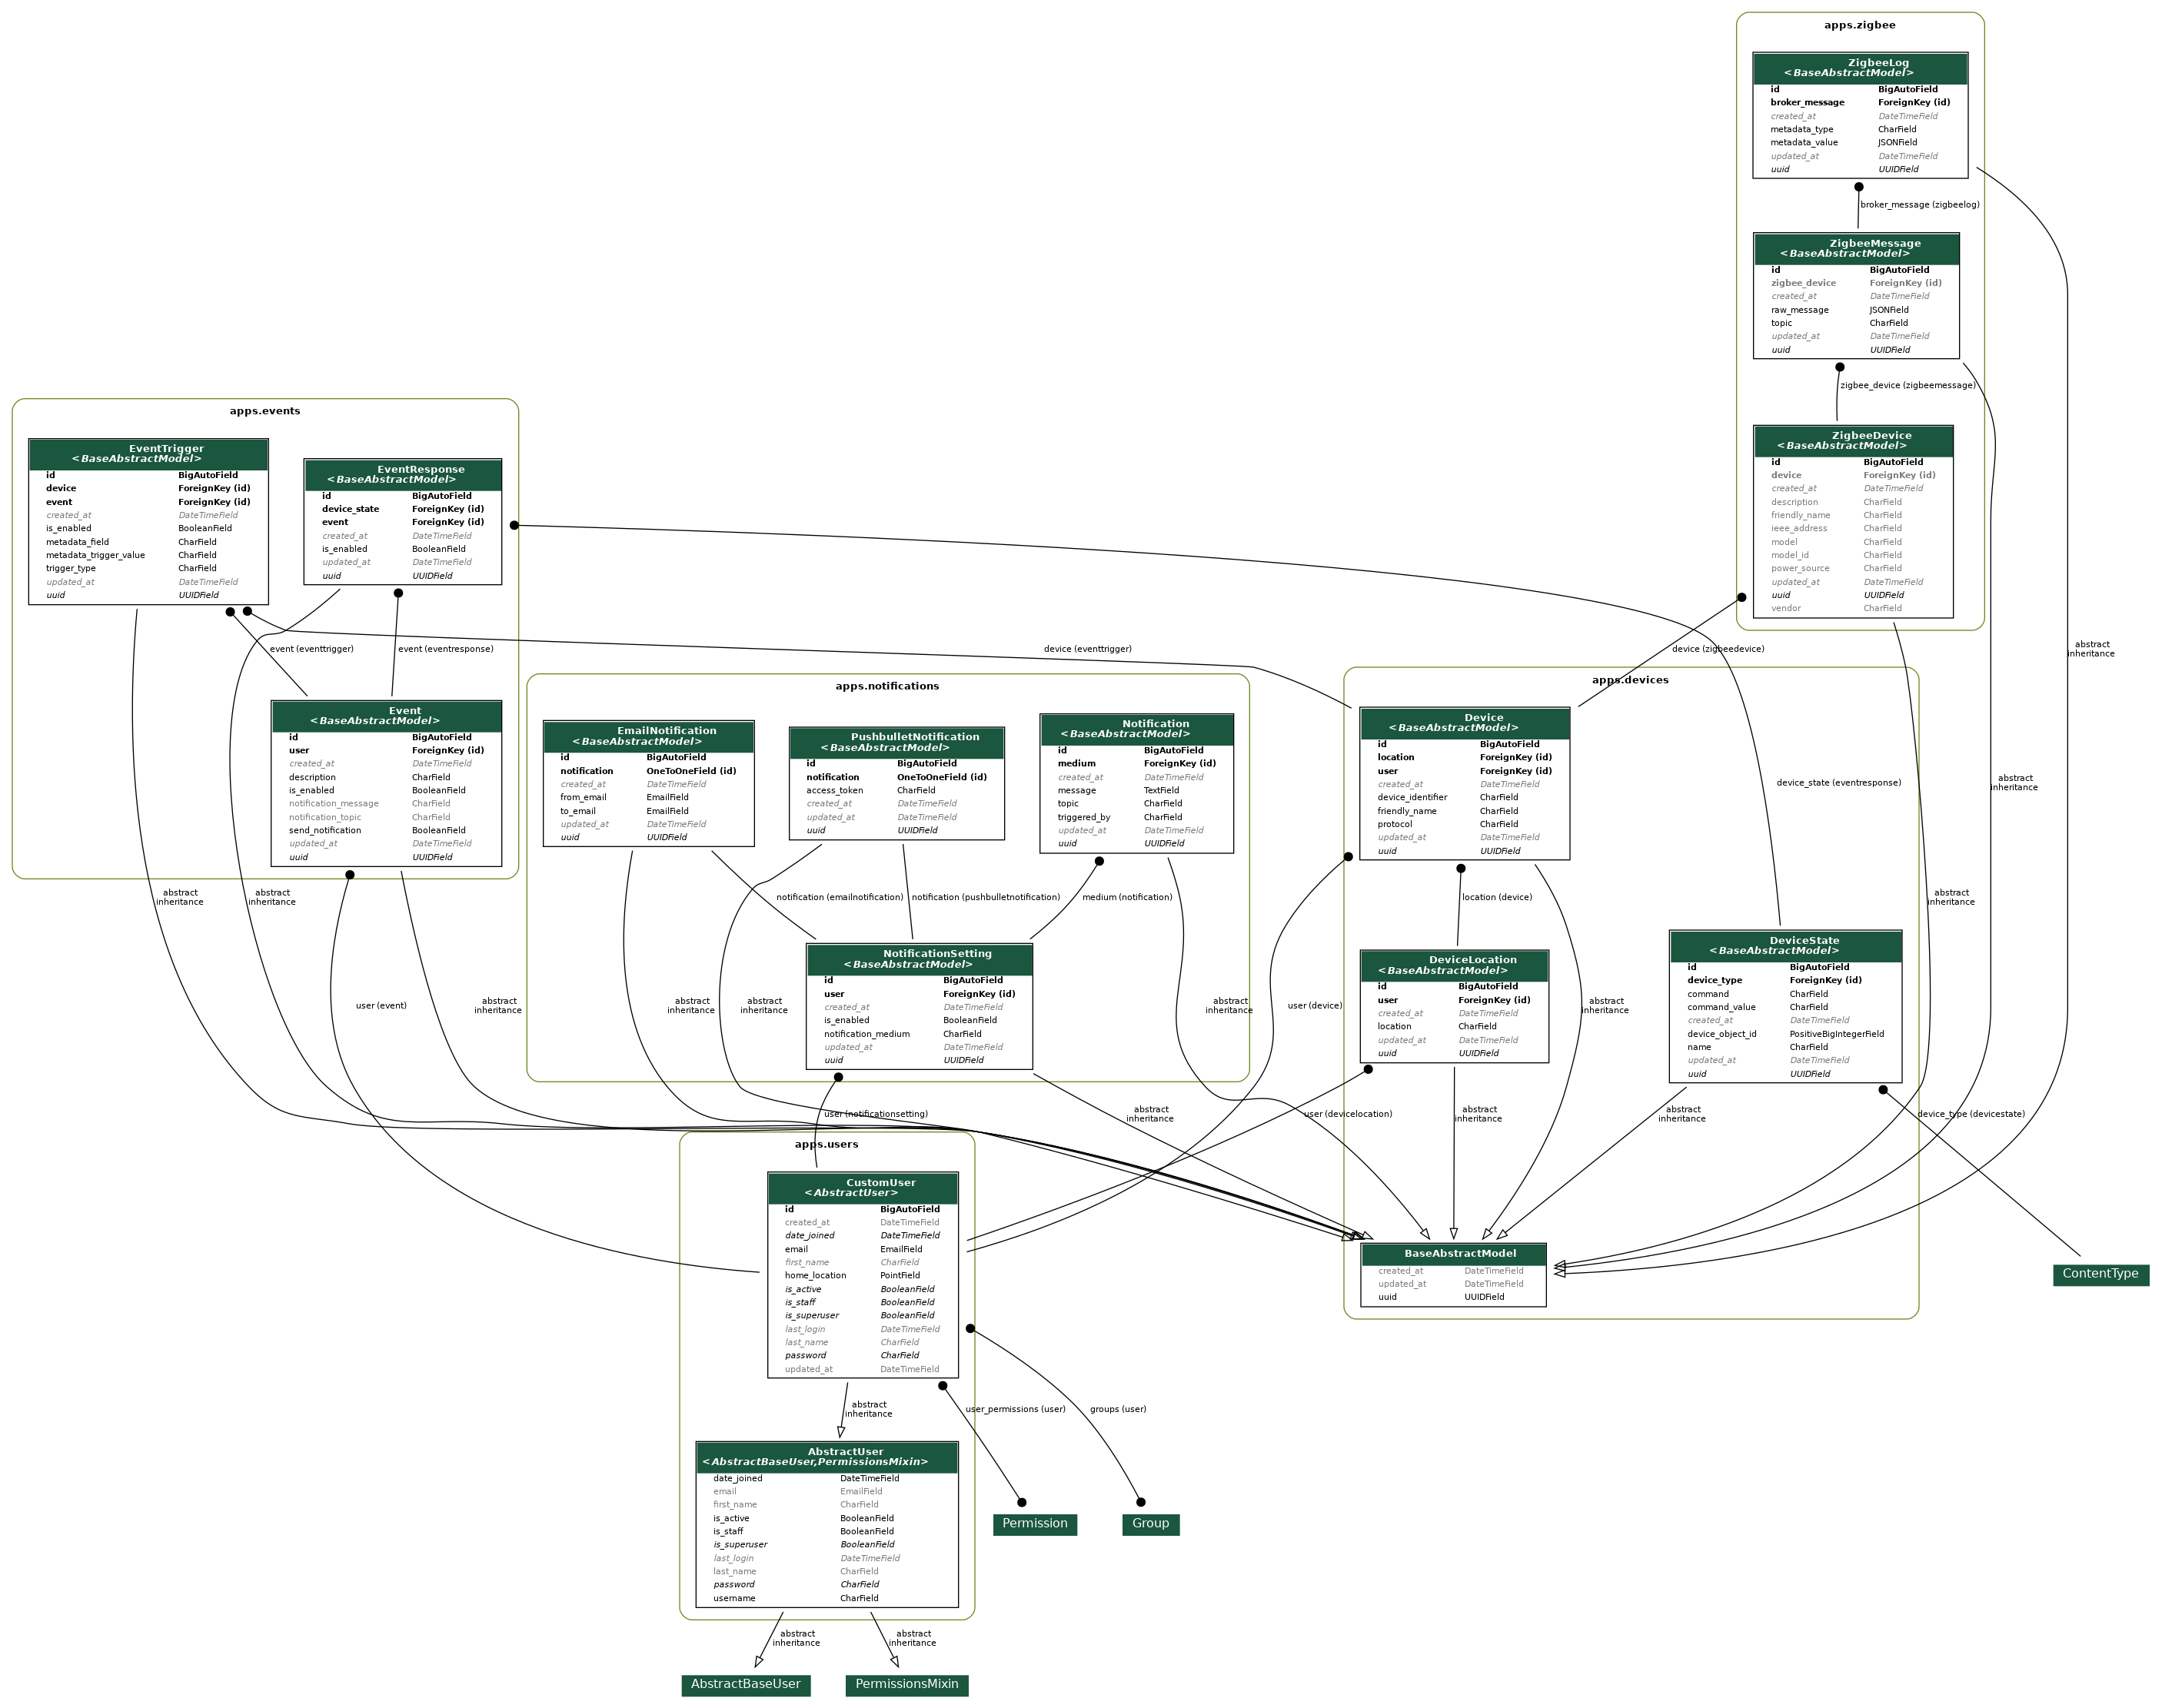 apps.zigbee
ZigbeeLog
<BaseAbstractModel>
id BigAutoField
broker_message ForeignKey (id)
created_at DateTimeField
metadata_type CharField
metadata_value JSONField
updated_at DateTimeField
uuid UUIDField
broker_message (zigbeelog)
ZigbeeMessage
<BaseAbstractModel>
id BigAutoField
zigbee_device ForeignKey (id)
created_at DateTimeField
raw_message JSONField
topic CharField
updated_at DateTimeField
uuid UUIDField
zigbee_device (zigbeemessage)
ZigbeeDevice
<BaseAbstractModel>
id BigAutoField
device ForeignKey (id)
created_at DateTimeField
description CharField
friendly_name CharField
ieee_address CharField
model CharField
model_id CharField
power_source CharField
updated_at DateTimeField
uuid UUIDField
vendor CharField
apps.events
EventTrigger
<BaseAbstractModel>
id BigAutoField
device ForeignKey (id)
event ForeignKey (id)
created_at DateTimeField
is_enabled BooleanField
metadata_field CharField
metadata_trigger_value CharField
trigger_type CharField
updated_at DateTimeField
uuid UUIDField
EventResponse
<BaseAbstractModel>
id BigAutoField
device_state ForeignKey (id)
event ForeignKey (id)
created_at DateTimeField
is_enabled BooleanField
updated_at DateTimeField
uuid UUIDField
event (eventtrigger)
event (eventresponse)
device (eventtrigger)
device (zigbeedevice)
abstract
inheritance
Event
<BaseAbstractModel>
id BigAutoField
user ForeignKey (id)
created_at DateTimeField
description CharField
is_enabled BooleanField
notification_message CharField
notification_topic CharField
send_notification BooleanField
updated_at DateTimeField
uuid UUIDField
apps.notifications
EmailNotification
<BaseAbstractModel>
id BigAutoField
notification OneToOneField (id)
created_at DateTimeField
from_email EmailField
to_email EmailField
updated_at DateTimeField
uuid UUIDField
PushbulletNotification
<BaseAbstractModel>
id BigAutoField
notification OneToOneField (id)
access_token CharField
created_at DateTimeField
updated_at DateTimeField
uuid UUIDField
Notification
<BaseAbstractModel>
id BigAutoField
medium ForeignKey (id)
created_at DateTimeField
message TextField
topic CharField
triggered_by CharField
updated_at DateTimeField
uuid UUIDField
apps.devices
Device
<BaseAbstractModel>
id BigAutoField
location ForeignKey (id)
user ForeignKey (id)
created_at DateTimeField
device_identifier CharField
friendly_name CharField
protocol CharField
updated_at DateTimeField
uuid UUIDField
device_state (eventresponse)
abstract
inheritance
abstract
inheritance
abstract
inheritance
notification (emailnotification)
notification (pushbulletnotification)
medium (notification)
location (device)
abstract
inheritance
NotificationSetting
<BaseAbstractModel>
id BigAutoField
user ForeignKey (id)
created_at DateTimeField
is_enabled BooleanField
notification_medium CharField
updated_at DateTimeField
uuid UUIDField
DeviceLocation
<BaseAbstractModel>
id BigAutoField
user ForeignKey (id)
created_at DateTimeField
location CharField
updated_at DateTimeField
uuid UUIDField
DeviceState
<BaseAbstractModel>
id BigAutoField
device_type ForeignKey (id)
command CharField
command_value CharField
created_at DateTimeField
device_object_id PositiveBigIntegerField
name CharField
updated_at DateTimeField
uuid UUIDField
user (event)
abstract
inheritance
abstract
inheritance
abstract
inheritance
abstract
inheritance
user (device)
abstract
inheritance
user (notificationsetting)
abstract
inheritance
user (devicelocation)
abstract
inheritance
abstract
inheritance
device_type (devicestate)
apps.users
CustomUser
<AbstractUser>
id BigAutoField
created_at DateTimeField
date_joined DateTimeField
email EmailField
first_name CharField
home_location PointField
is_active BooleanField
is_staff BooleanField
is_superuser BooleanField
last_login DateTimeField
last_name CharField
password CharField
updated_at DateTimeField
BaseAbstractModel
created_at DateTimeField
updated_at DateTimeField
uuid UUIDField
ContentType
abstract
inheritance
user_permissions (user)
groups (user)
AbstractUser
<AbstractBaseUser,PermissionsMixin>
date_joined DateTimeField
email EmailField
first_name CharField
is_active BooleanField
is_staff BooleanField
is_superuser BooleanField
last_login DateTimeField
last_name CharField
password CharField
username CharField
Permission
Group
abstract
inheritance
abstract
inheritance
AbstractBaseUser
PermissionsMixin